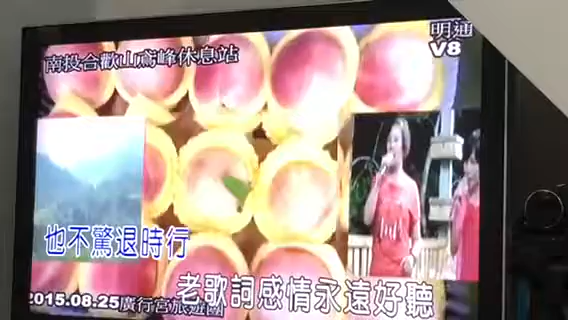 南投合歡山鳶峰休息站
明通
V8
也不驚退時行
老歌詞感情永遠好聽
2015.08.25廣行宮旅遊團